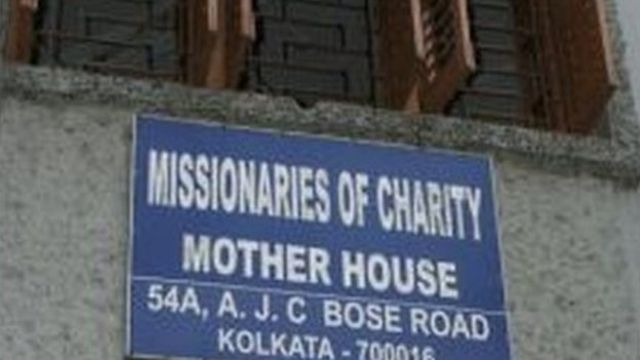 MISSIONARIES OF CHARITY
MOTHER HOUSE
54A, A. J. C BOSE ROAD
KOLKATA - 700016